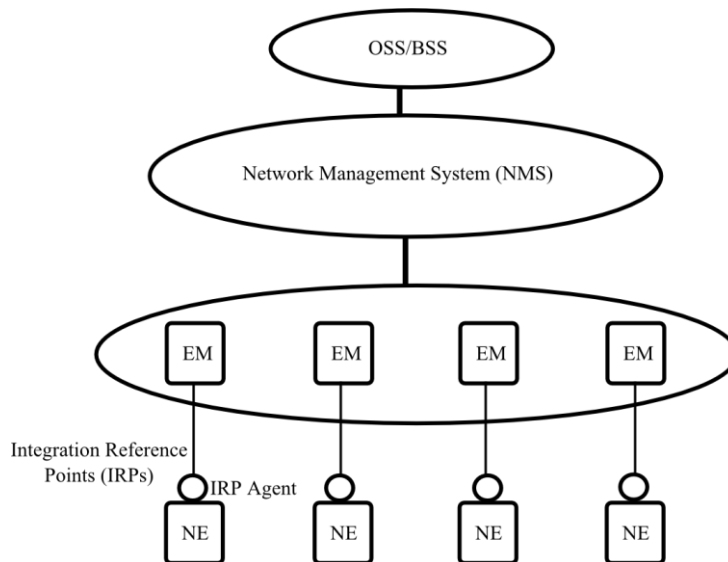 OSS/BSS
Network Management System (NMS)
EM EM EM EM
Integration Reference
Points (IRPs)
IRP Agent
NE NE NE NE